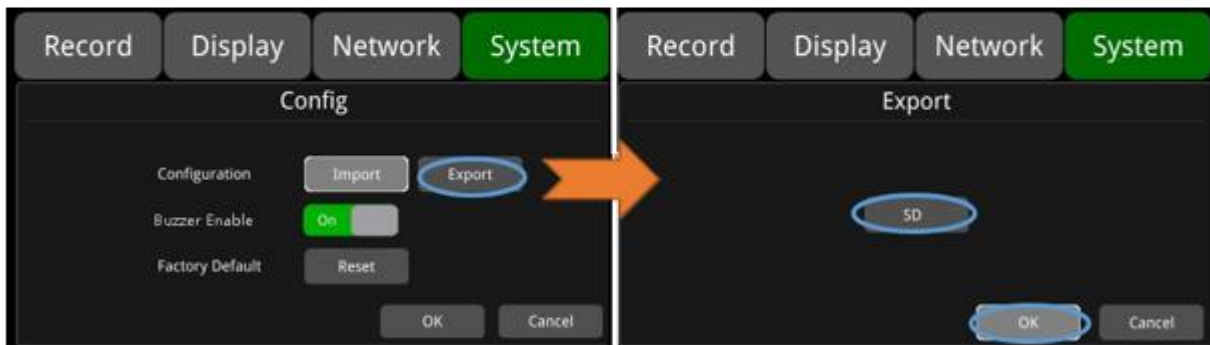 Record Display Network System
Config
Configuration Import Export
Buzzer Enable On
Factory Default Reset
OK Cancel
Record Display Network System
Export
SD
OK Cancel